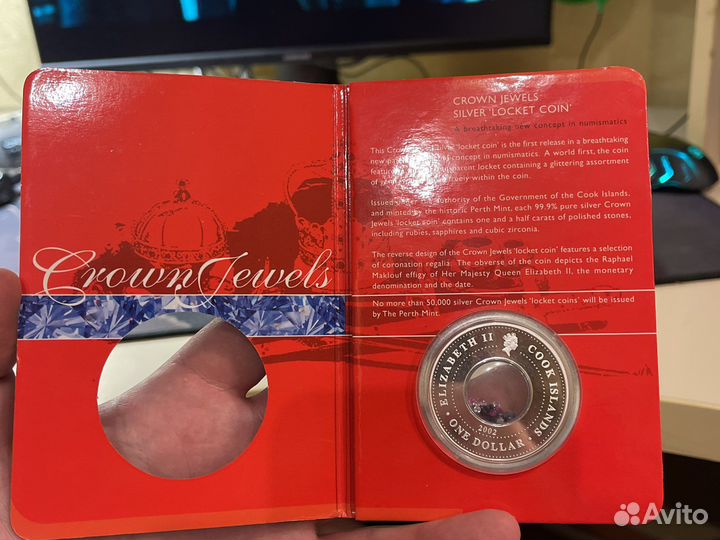 Crown Jewels
CROWN JEWELS
SILVER 'LOCKET COIN'
A breathtaking new concept in numismatics
This Crown 'locket coin' is the first release in a breathtaking
new concept in numismatics. A world first, the coin
features transparent locket containing a glittering assortment
of within the coin.
Issued authority of the Government of the Cook Islands,
and minted by the historic Perth Mint, each 99.9% pure silver Crown
Jewels 'locket coin' contains one and a half carats of polished stones,
including rubies, sapphires and cubic zirconia.
The reverse design of the Crown Jewels 'locket coin' features a selection
of coronation regalia. The obverse of the coin depicts the Raphael
Maklouf effigy of Her Majesty Queen Elizabeth II, the monetary
denomination and the date.
No more than 50,000 silver Crown Jewels 'locket coins' will be issued
by The Perth Mint.
ELIZABETH II
COOK ISLANDS
2002
ONE DOLLAR
Avito